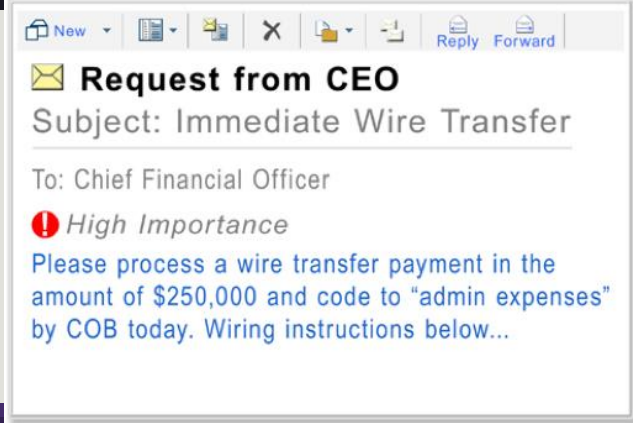 New
Reply Forward
Request from CEO
Subject: Immediate Wire Transfer
To: Chief Financial Officer
High Importance
Please process a wire transfer payment in the
amount of $250,000 and code to “admin expenses”
by COB today. Wiring instructions below...